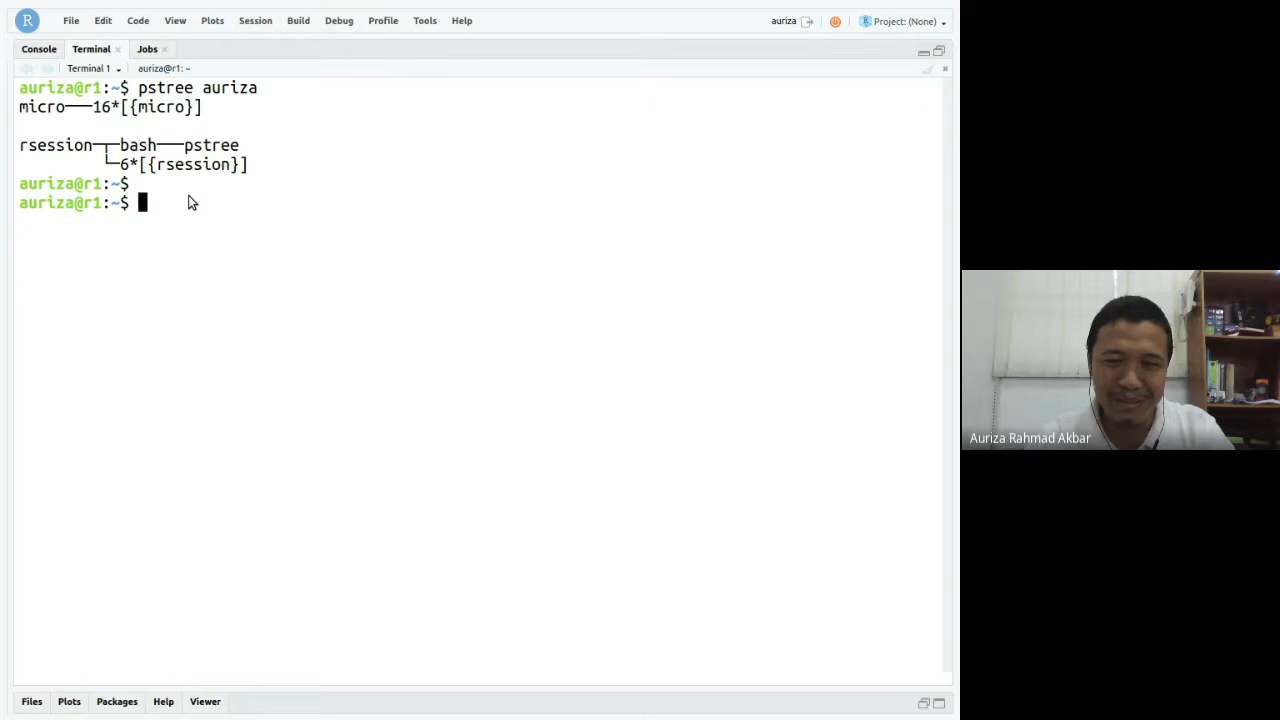 R File Edit Code View Plots Session Build Debug Profile Tools Help auriza Project: (None)
Console Terminal Jobs
Terminal 1 auriza@r1: ~
auriza@r1:~$ pstree auriza
micro───16*[{micro}]
rsession─┬─bash───pstree
└─6*[{rsession}]
auriza@r1:~$
auriza@r1:~$
Auriza Rahmad Akbar
Files Plots Packages Help Viewer